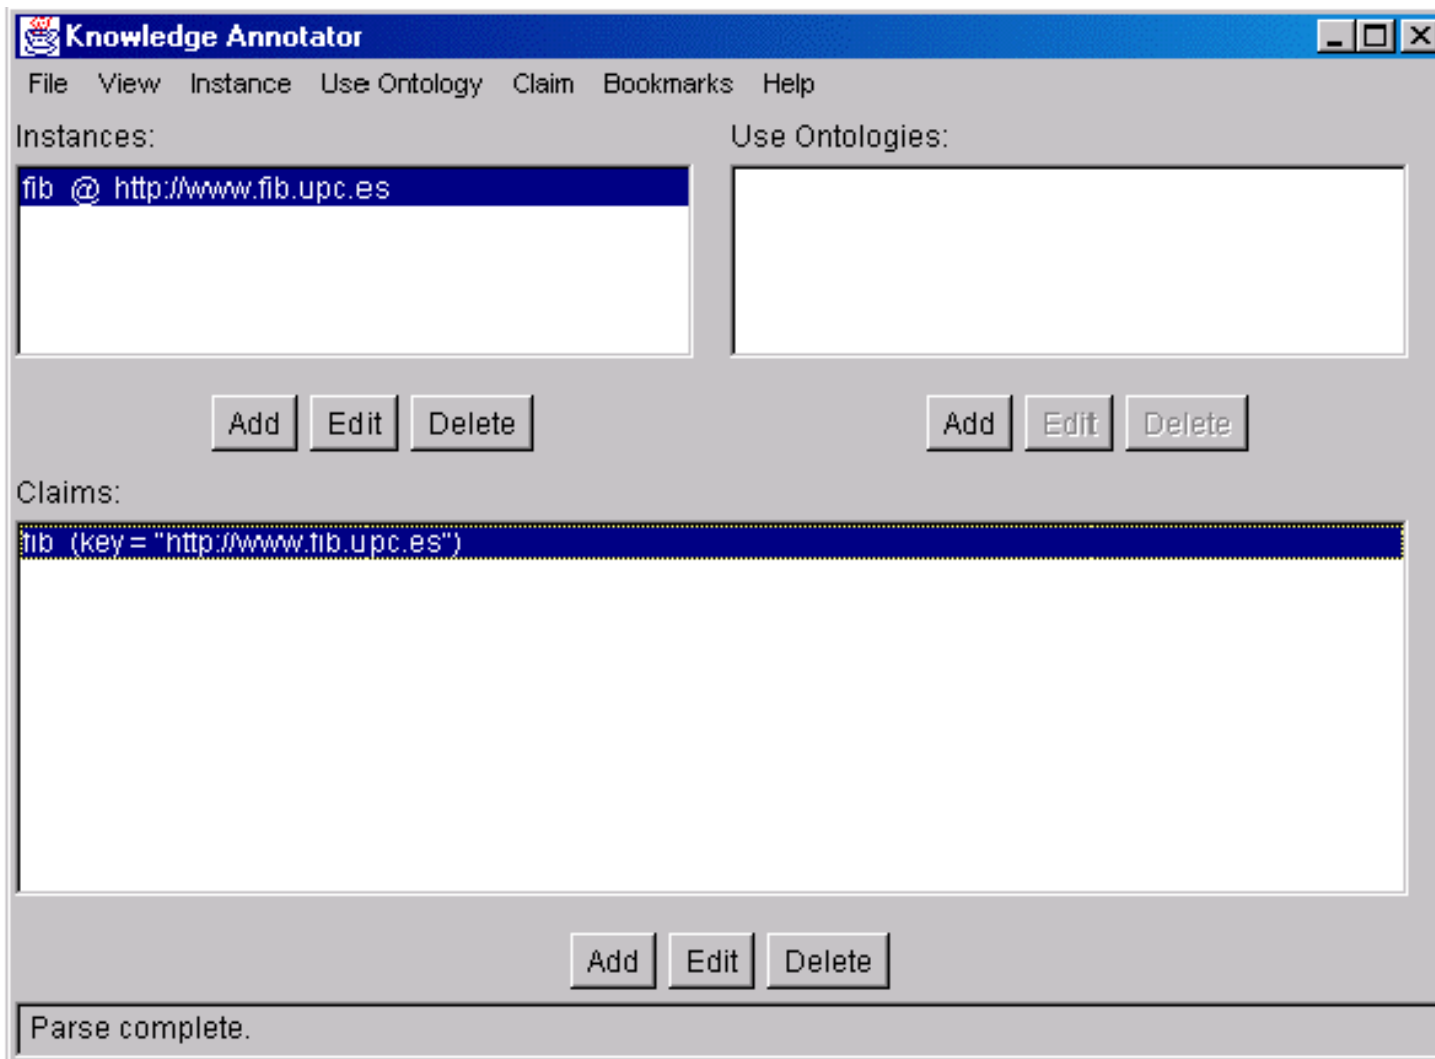 Knowledge Annotator
File View Instance Use Ontology Claim Bookmarks Help
Instances:
fib @ http://www.fib.upc.es
Add Edit Delete
Use Ontologies:
Add Edit Delete
Claims:
fib (key = "http://www.fib.upc.es")
Add Edit Delete
Parse complete.